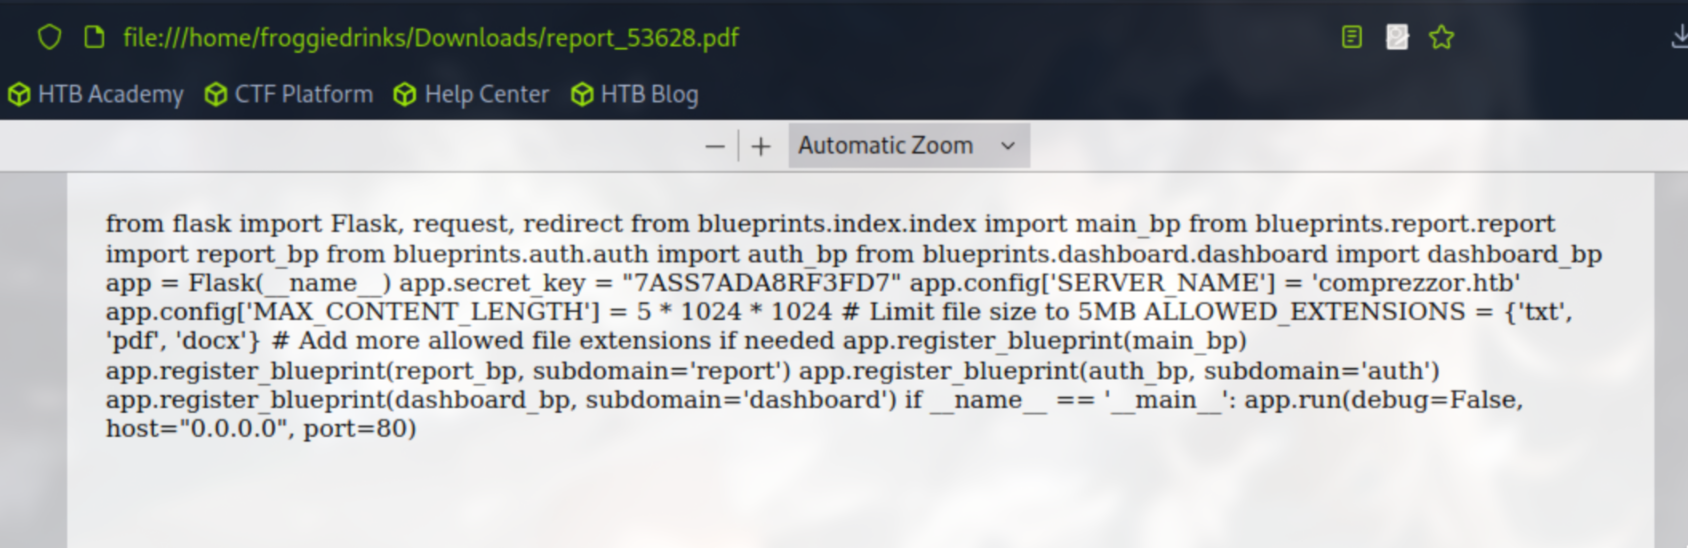 file:///home/froggiedrinks/Downloads/report_53628.pdf
HTB Academy CTF Platform Help Center HTB Blog
− + Automatic Zoom
from flask import Flask, request, redirect from blueprints.index.index import main_bp from blueprints.report.report
import report_bp from blueprints.auth.auth import auth_bp from blueprints.dashboard.dashboard import dashboard_bp
app = Flask(__name__) app.secret_key = "7ASS7ADA8RF3FD7" app.config['SERVER_NAME'] = 'comprezzor.htb'
app.config['MAX_CONTENT_LENGTH'] = 5 * 1024 * 1024 # Limit file size to 5MB ALLOWED_EXTENSIONS = {'txt',
'pdf', 'docx'} # Add more allowed file extensions if needed app.register_blueprint(main_bp)
app.register_blueprint(report_bp, subdomain='report') app.register_blueprint(auth_bp, subdomain='auth')
app.register_blueprint(dashboard_bp, subdomain='dashboard') if __name__ == '__main__': app.run(debug=False,
host="0.0.0.0", port=80)